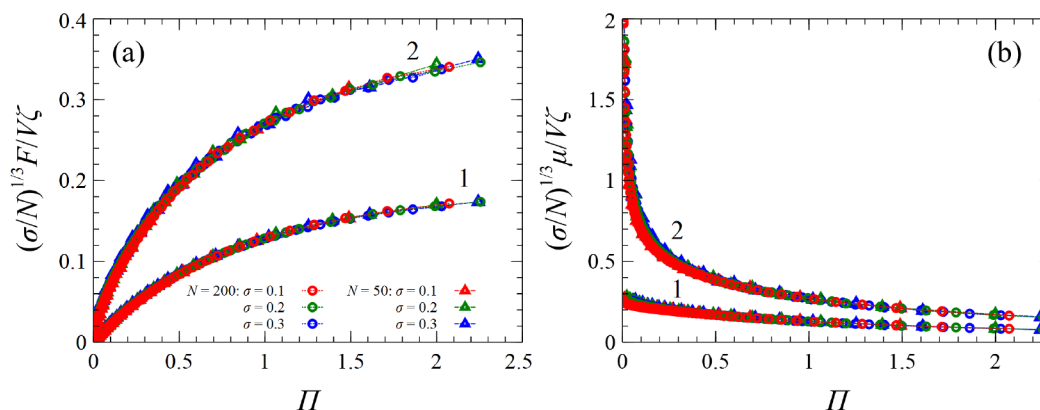 (a)
2
1
(σ/N)^{1/3}F/Vζ
0.4
0.3
0.2
0.1
0
N = 200: σ = 0.1
σ = 0.2
σ = 0.3
N = 50: σ = 0.1
σ = 0.2
σ = 0.3
0 0.5 1 1.5 2 2.5
Π
(b)
2
1
(σ/N)^{1/3}μ/Vζ
2
1.5
1
0.5
0
0 0.5 1 1.5 2
Π